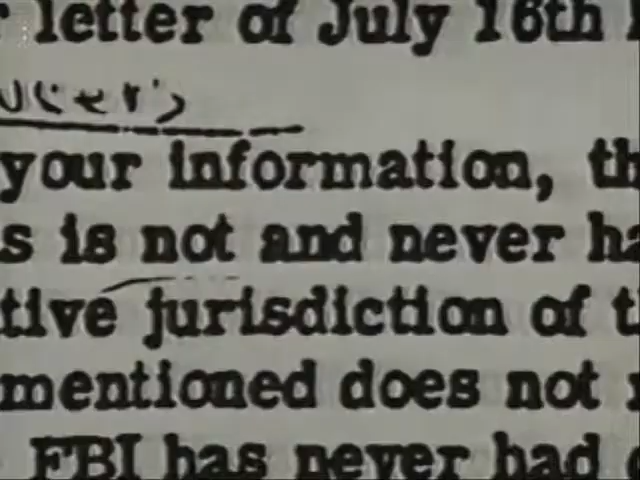 letter of July 16th
your information, th
s is not and never ha
tive jurisdiction of t
mentioned does not
FBI has never had